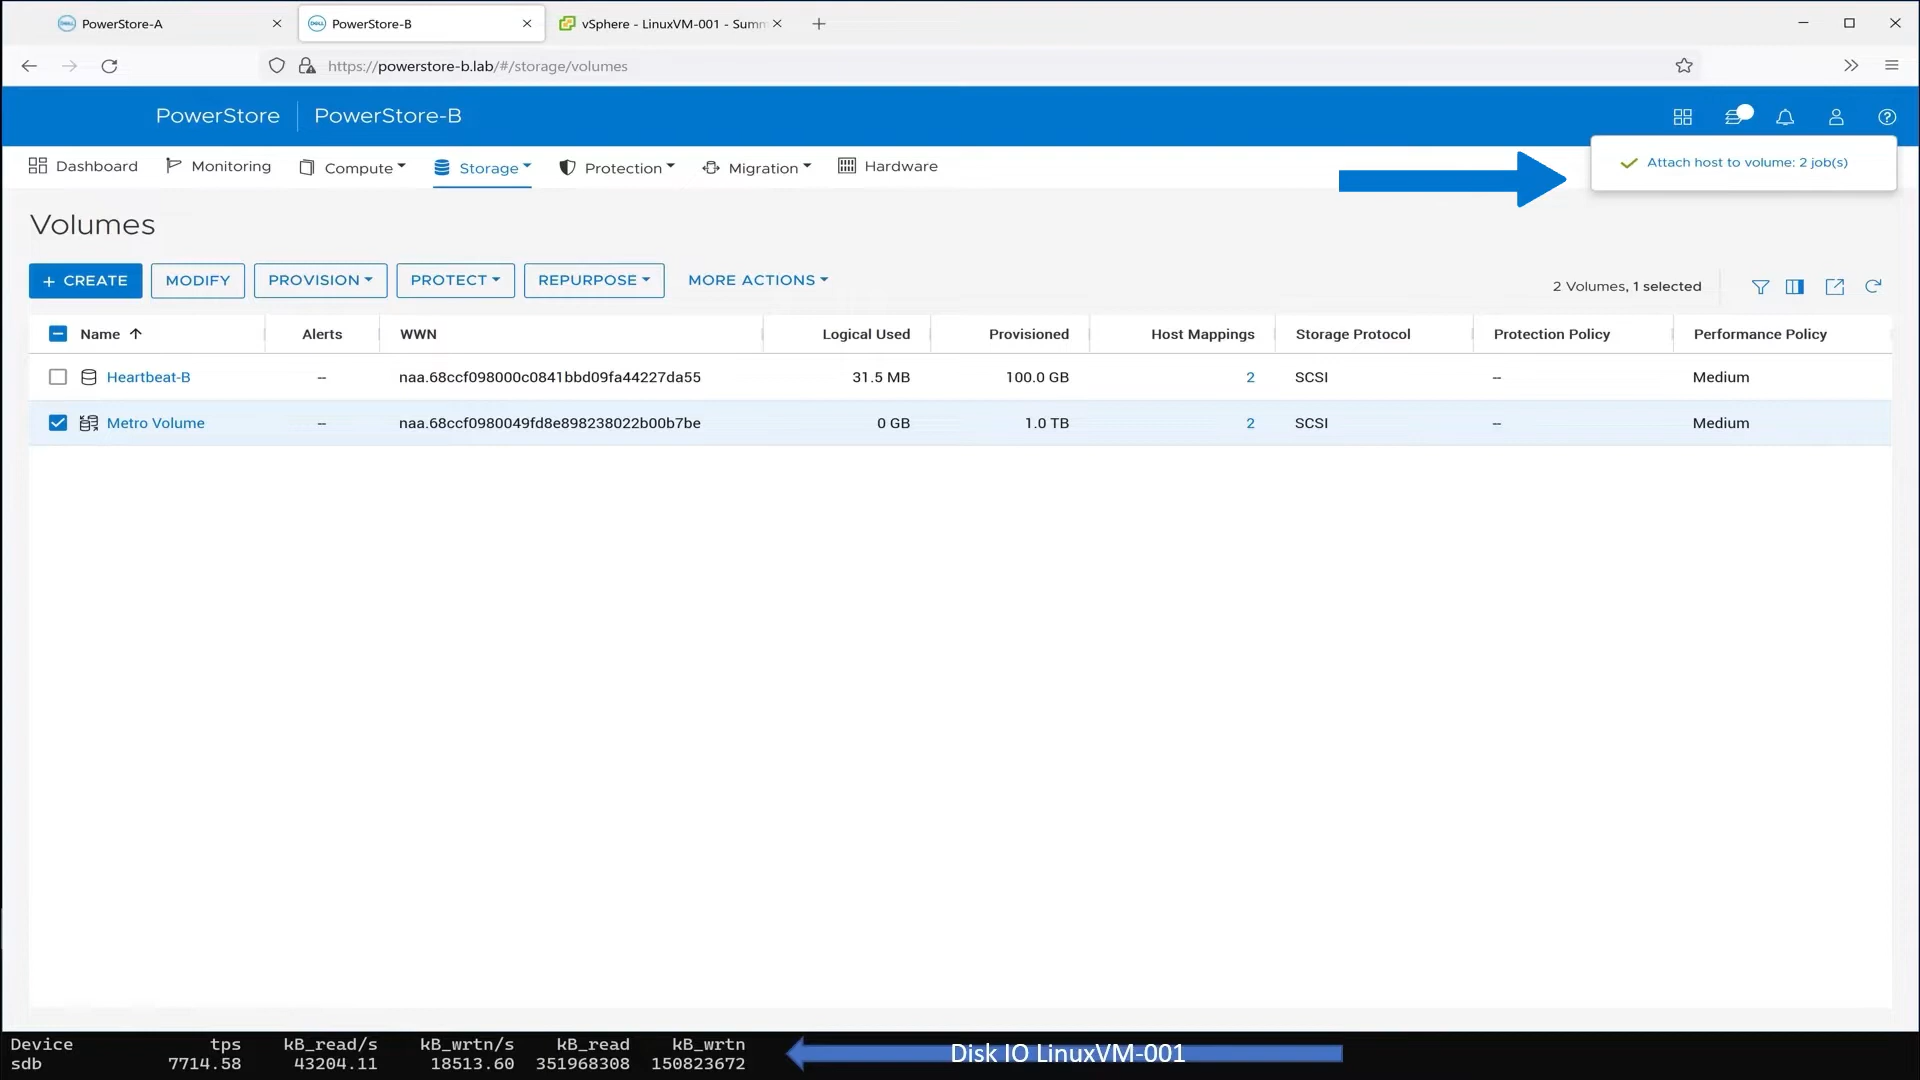 PowerStore-A
PowerStore-B
vSphere - LinuxVM-001 - Summ
https://powerstore-b.lab/#/storage/volumes
PowerStore PowerStore-B
Dashboard Monitoring Compute Storage Protection Migration Hardware
Attach host to volume: 2 job(s)
Volumes
+ CREATE MODIFY PROVISION PROTECT REPURPOSE MORE ACTIONS
2 Volumes, 1 selected
Name Alerts WWN Logical Used Provisioned Host Mappings Storage Protocol Protection Policy Performance Policy
Heartbeat-B -- naa.68ccf098000c0841bbd09fa44227da55 31.5 MB 100.0 GB 2 SCSI -- Medium
Metro Volume -- naa.68ccf0980049fd8e898238022b00b7be 0 GB 1.0 TB 2 SCSI -- Medium
Device tps kB_read/s kB_wrtn/s kB_read kB_wrtn
sdb 7714.58 43204.11 18513.60 351968308 150823672
Disk IO LinuxVM-001